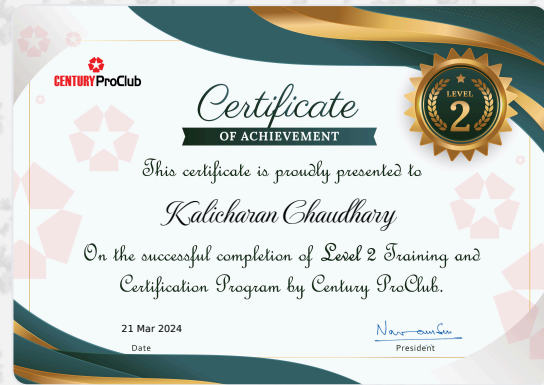 CENTURY ProClub
Certificate
OF ACHIEVEMENT
LEVEL
2
This certificate is proudly presented to
Kalicharan Chaudhary
On the successful completion of Level 2 Training and
Certification Program by Century ProClub.
21 Mar 2024
Date
President